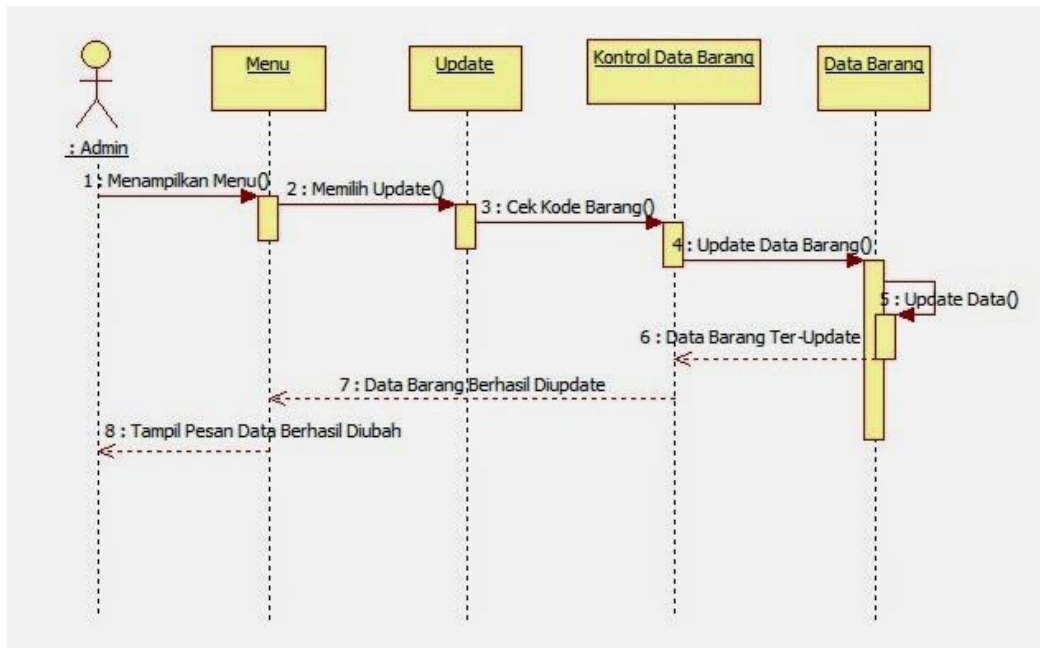 Menu
Update
Kontrol Data Barang
Data Barang
: Admin
1 : Menampilkan Menu()
2 : Memilih Update()
3 : Cek Kode Barang()
4 : Update Data Barang()
5 : Update Data()
6 : Data Barang Ter-Update
7 : Data Barang Berhasil Diupdate
8 : Tampil Pesan Data Berhasil Diubah